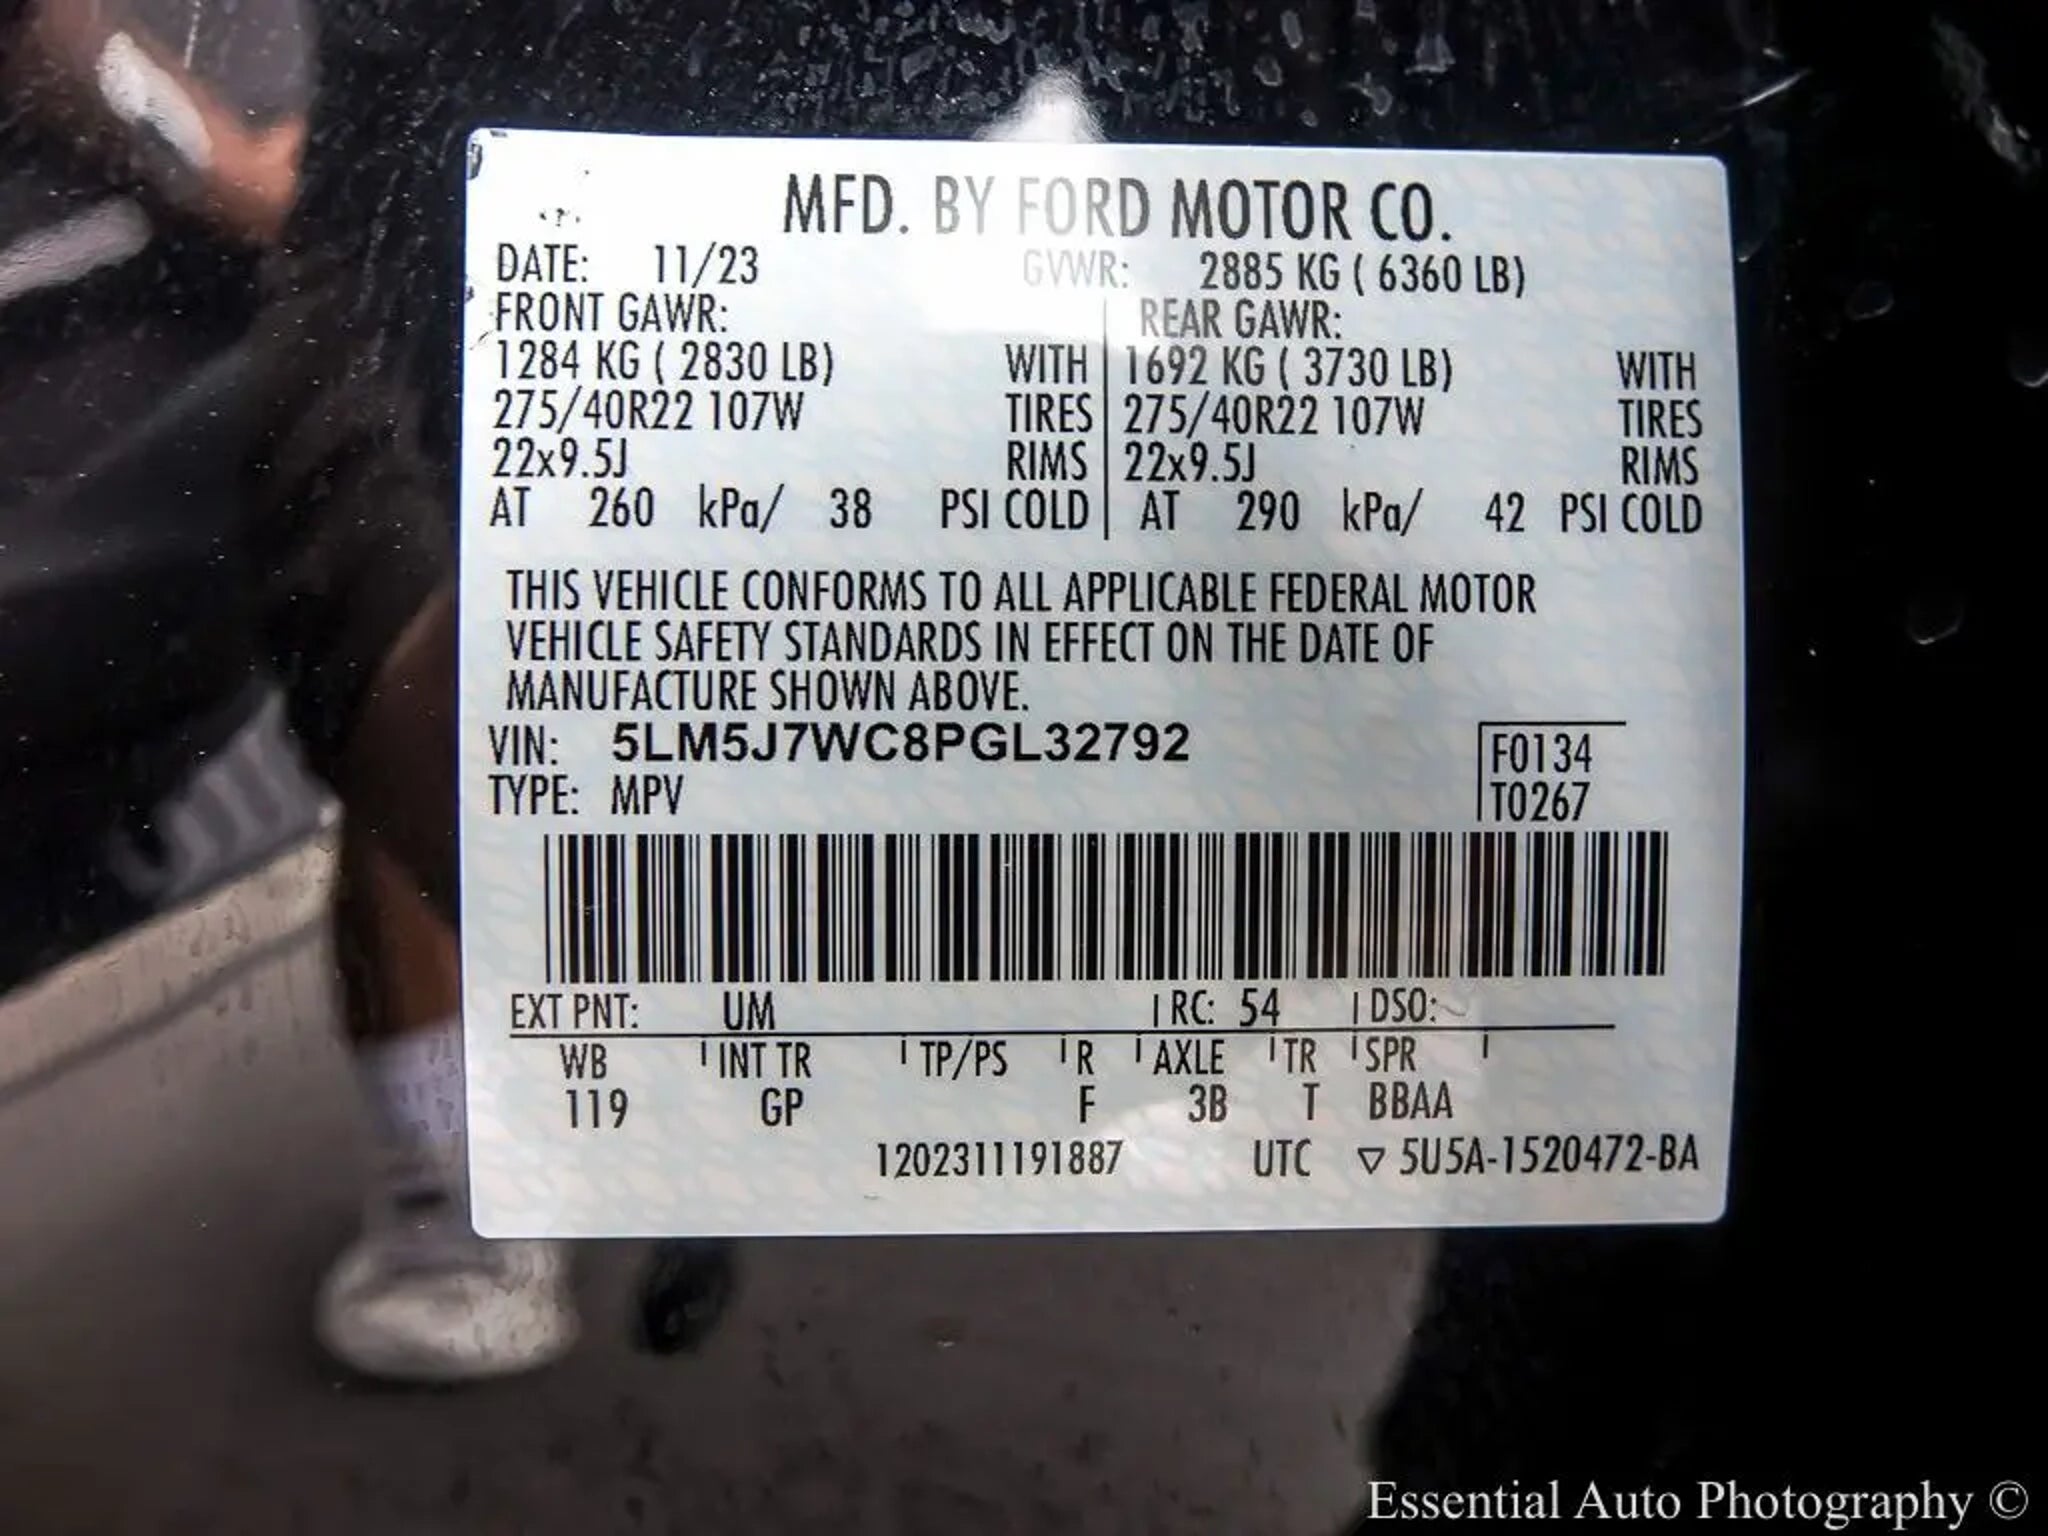 MFD. BY FORD MOTOR CO.
DATE: 11/23 GVWR: 2885 KG ( 6360 LB)
FRONT GAWR: REAR GAWR:
1284 KG ( 2830 LB) WITH 1692 KG ( 3730 LB) WITH
275/40R22 107W TIRES 275/40R22 107W TIRES
22x9.5J RIMS 22x9.5J RIMS
AT 260 kPa/ 38 PSI COLD AT 290 kPa/ 42 PSI COLD
THIS VEHICLE CONFORMS TO ALL APPLICABLE FEDERAL MOTOR
VEHICLE SAFETY STANDARDS IN EFFECT ON THE DATE OF
MANUFACTURE SHOWN ABOVE.
VIN: 5LM5J7WC8PGL32792 F0134
TYPE: MPV T0267
EXT PNT: UM RC: 54 DSO:
WB INT TR TP/PS R AXLE TR SPR
119 GP F 3B T BBAA
1202311191887 UTC ▽ 5U5A-1520472-BA
Essential Auto Photography ©